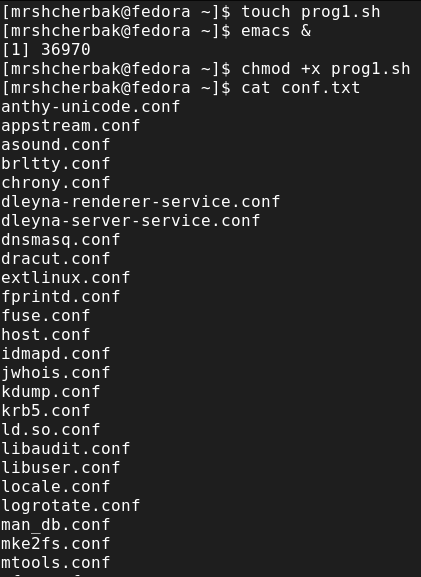 [mrshcherbak@fedora ~]$ touch prog1.sh
[mrshcherbak@fedora ~]$ emacs &
[1] 36970
[mrshcherbak@fedora ~]$ chmod +x prog1.sh
[mrshcherbak@fedora ~]$ cat conf.txt
anthy-unicode.conf
appstream.conf
asound.conf
brltty.conf
chrony.conf
dleyna-renderer-service.conf
dleyna-server-service.conf
dnsmasq.conf
dracut.conf
extlinux.conf
fprintd.conf
fuse.conf
host.conf
idmapd.conf
jwhois.conf
kdump.conf
krb5.conf
ld.so.conf
libaudit.conf
libuser.conf
locale.conf
logrotate.conf
man_db.conf
mke2fs.conf
mtools.conf